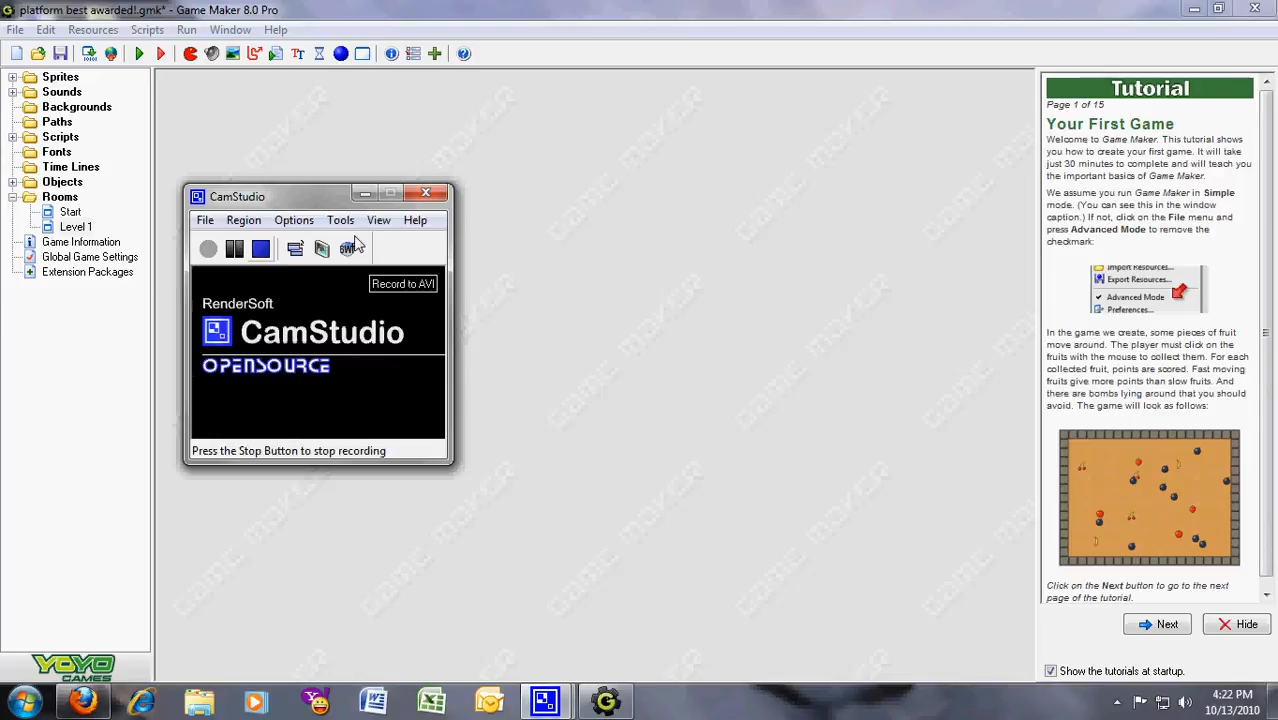 platform best awarded!.gmk* - Game Maker 8.0 Pro
File Edit Resources Scripts Run Window Help
Sprites
Sounds
Backgrounds
Paths
Scripts
Fonts
Time Lines
Objects
Rooms
Start
Level 1
Game Information
Global Game Settings
Extension Packages
YOYO
GAMES
CamStudio
File Region Options Tools View Help
Record to AVI
RenderSoft
CamStudio
OPENSOURCE
Press the Stop Button to stop recording
Tutorial
Page 1 of 15
Your First Game
Welcome to Game Maker. This tutorial shows
you how to create your first game. It will take
just 30 minutes to complete and will teach you
the important basics of Game Maker.
We assume you run Game Maker in Simple
mode. (You can see this in the window
caption.) If not, click on the File menu and
press Advanced Mode to remove the
checkmark:
Import Resources...
Export Resources...
Advanced Mode
Preferences...
In the game we create, some pieces of fruit
move around. The player must click on the
fruits with the mouse to collect them. For each
collected fruit, points are scored. Fast moving
fruits give more points than slow fruits. And
there are bombs lying around that you should
avoid. The game will look as follows:
Click on the Next button to go to the next
page of the tutorial.
Next Hide
Show the tutorials at startup.
4:22 PM
10/13/2010